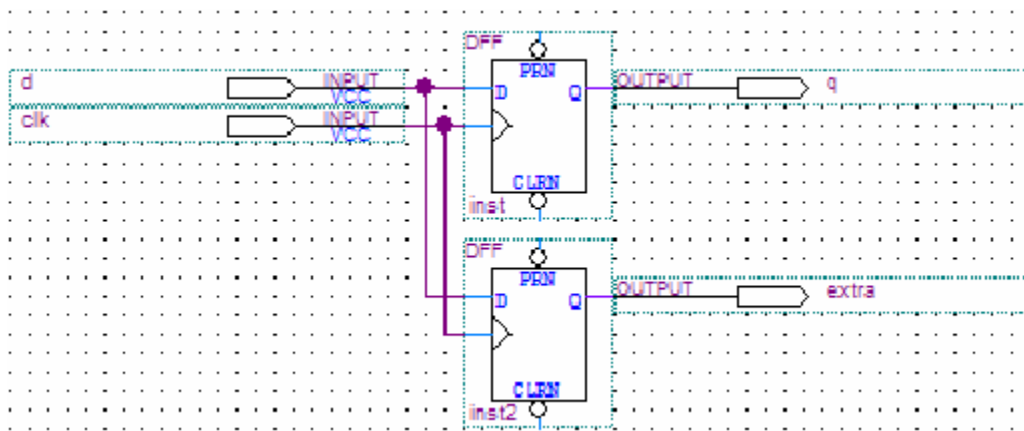 DFF
PRN
d INPUT VCC D Q OUTPUT q
clk INPUT VCC
CLRN
inst
DFF
PRN
D Q OUTPUT extra
CLRN
inst2